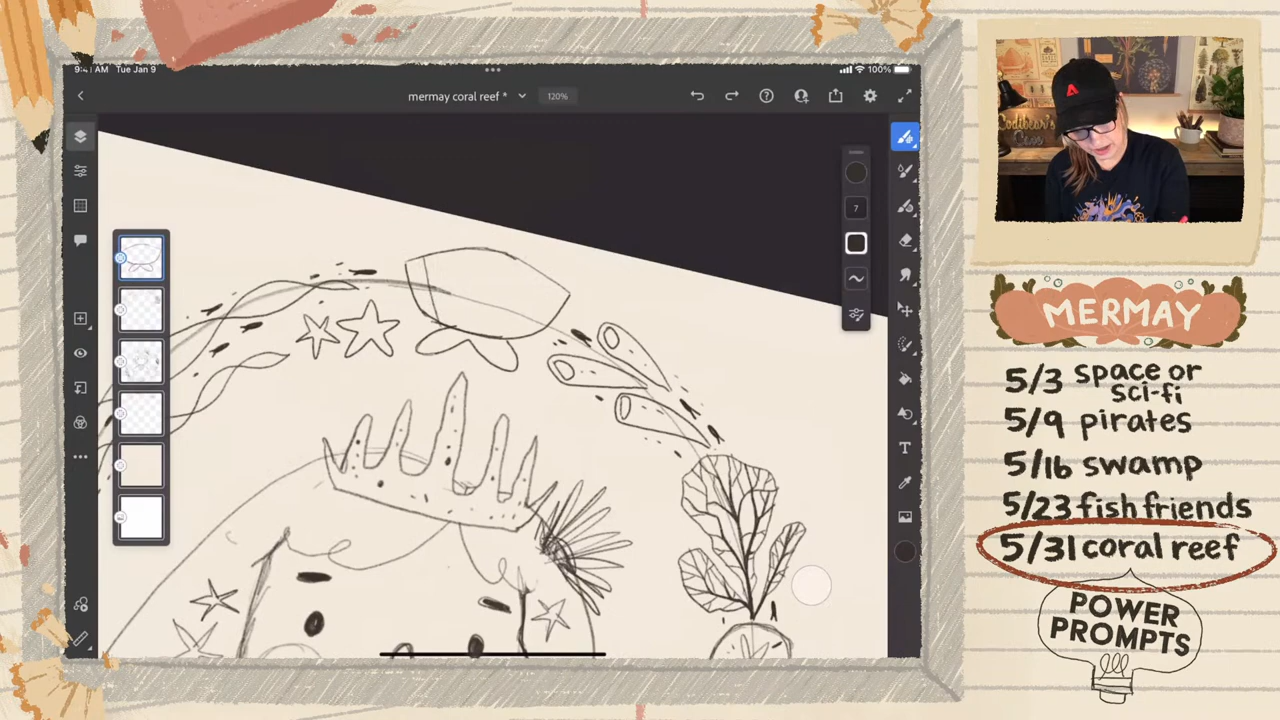 9:41 AM Tue Jan 9
100%
mermay coral reef *
120%
7
T
A
MERMAY
5/3 space or
sci-fi
5/9 pirates
5/16 swamp
5/23 fish friends
5/31 coral reef
POWER
PROMPTS